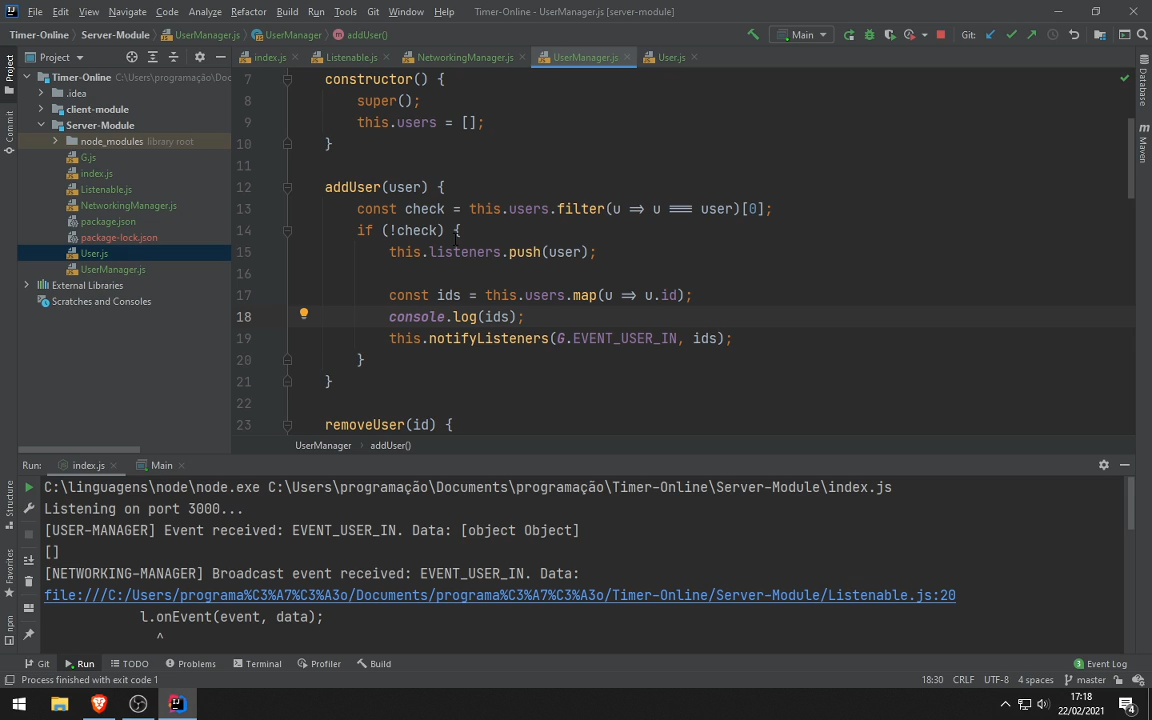 File Edit View Navigate Code Analyze Refactor Build Run Tools Git Window Help Timer-Online - UserManager.js [server-module]
Timer-Online Server-Module UserManager.js UserManager addUser() Main Git:
Project index.js Listenable.js NetworkingManager.js UserManager.js User.js
Project
Commit
Structure
Favorites
npm
Database
Maven
Timer-Online C:\Users\programação\Doc
.idea
client-module
Server-Module
node_modules library root
G.js
index.js
Listenable.js
NetworkingManager.js
package.json
package-lock.json
User.js
UserManager.js
External Libraries
Scratches and Consoles
7 constructor() {
8 super();
9 this.users = [];
10 }
11
12 addUser(user) {
13 const check = this.users.filter(u => u === user)[0];
14 if (!check) {
15 this.listeners.push(user);
16
17 const ids = this.users.map(u => u.id);
18 console.log(ids);
19 this.notifyListeners(G.EVENT_USER_IN, ids);
20 }
21 }
22
23 removeUser(id) {
UserManager addUser()
Run: index.js Main
C:\linguagens\node\node.exe C:\Users\programação\Documents\programação\Timer-Online\Server-Module\index.js
Listening on port 3000...
[USER-MANAGER] Event received: EVENT_USER_IN. Data: [object Object]
[]
[NETWORKING-MANAGER] Broadcast event received: EVENT_USER_IN. Data:
file:///C:/Users/programa%C3%A7%C3%A3o/Documents/programa%C3%A7%C3%A3o/Timer-Online/Server-Module/Listenable.js:20
l.onEvent(event, data);
^
Git Run TODO Problems Terminal Profiler Build 3 Event Log
Process finished with exit code 1 18:30 CRLF UTF-8 4 spaces master
17:18
22/02/2021
4